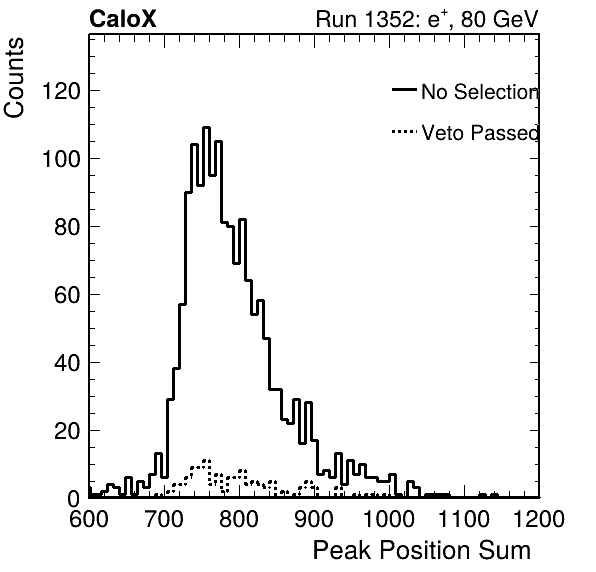 CaloX Run 1352: e⁺, 80 GeV
Counts
No Selection
Veto Passed
120
100
80
60
40
20
0
600 700 800 900 1000 1100 1200
Peak Position Sum